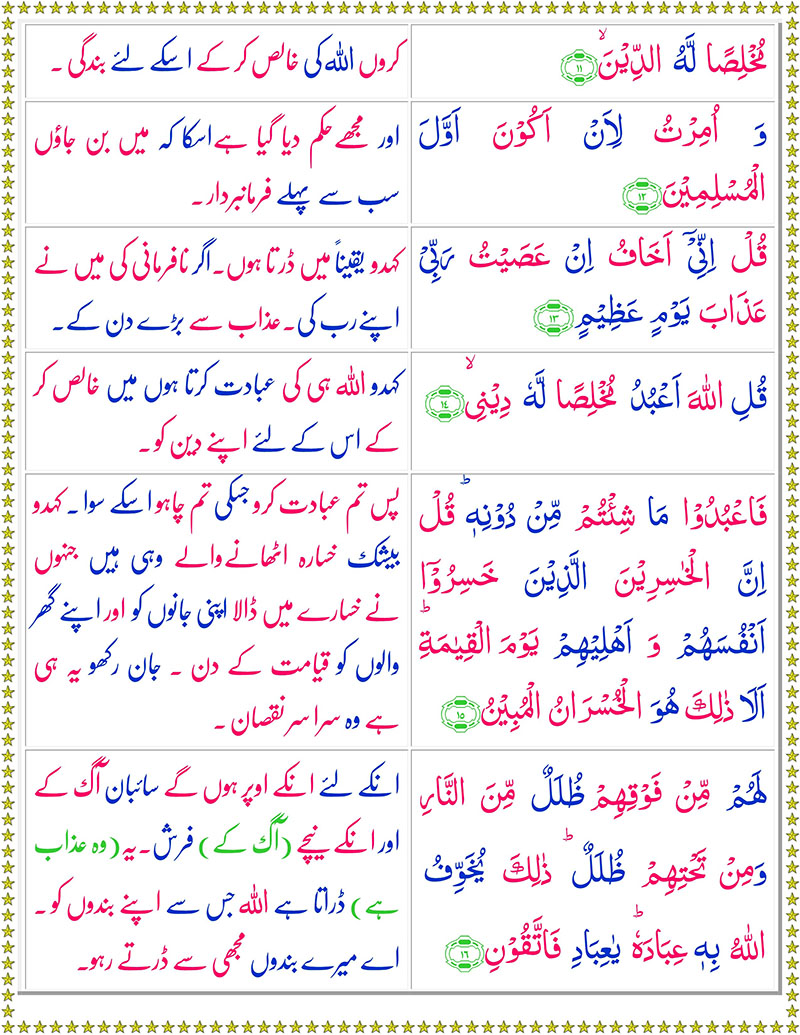 مُخْلِصًا لَّهُ الدِّيْنَۙ ۱۱
کروں اللہ کی خالص کر کے اسکے لئے بندگی ۔
وَ اُمِرْتُ لِاَنْ اَكُوْنَ اَوَّلَ
الْمُسْلِمِيْنَ ۱۲
اور مجھے حکم دیا گیا ہے اسکا کہ میں بن جاؤں
سب سے پہلے فرمانبردار ۔
قُلْ اِنِّيْۤ اَخَافُ اِنْ عَصَيْتُ رَبِّيْ
عَذَابَ يَوْمٍ عَظِيْمٍ ۱۳
کہدو یقیناً میں ڈرتا ہوں۔ اگر نافرمانی کی میں نے
اپنے رب کی۔ عذاب سے بڑے دن کے۔
قُلِ اللّٰهَ اَعْبُدُ مُخْلِصًا لَّهٗ دِيْنِيْۙ ۱٤
کہدو اللہ ہی کی عبادت کرتا ہوں میں خالص کر
کے اس کے لئے اپنے دین کو۔
فَاعْبُدُوْا مَا شِئْتُمْ مِّنْ دُوْنِهٖؕ قُلْ
اِنَّ الْخٰسِرِيْنَ الَّذِيْنَ خَسِرُوْۤا
اَنْفُسَهُمْ وَ اَهْلِيْهِمْ يَوْمَ الْقِيٰمَةِؕ
اَلَا ذٰلِكَ هُوَ الْخُسْرَانُ الْمُبِيْنُ ۱۵
پس تم عبادت کرو جسکی تم چاہو اسکے سوا ۔ کہدو
بیشک خسارہ اٹھانے والے وہی ہیں جنہوں
نے خسارے میں ڈالا اپنی جانوں کو اور اپنے گھر
والوں کو قیامت کے دن ۔ جان رکھو یہ ہی
ہے وہ سراسر نقصان ۔
لَهُمْ مِّنْ فَوْقِهِمْ ظُلَلٌ مِّنَ النَّارِ
وَمِنْ تَحْتِهِمْ ظُلَلٌؕ ذٰلِكَ يُخَوِّفُ
اللّٰهُ بِهٖ عِبَادَهٗؕ يٰعِبَادِ فَاتَّقُوْنِ ۱٦
انکے لئے انکے اوپر ہوں گے سائبان آگ کے
اور انکے نیچے (آگ کے) فرش۔ یہ (وہ عذاب
ہے) ڈراتا ہے اللہ جس سے اپنے بندوں کو ۔
اے میرے بندوں مجھی سے ڈرتے رہو۔